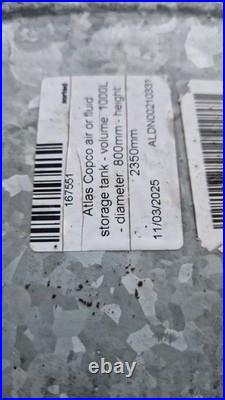 167551
Atlas Copco air or fluid
storage tank - volume 1000L
- diameter 800mm - height
2350mm
11/03/2025
ALDN00210331